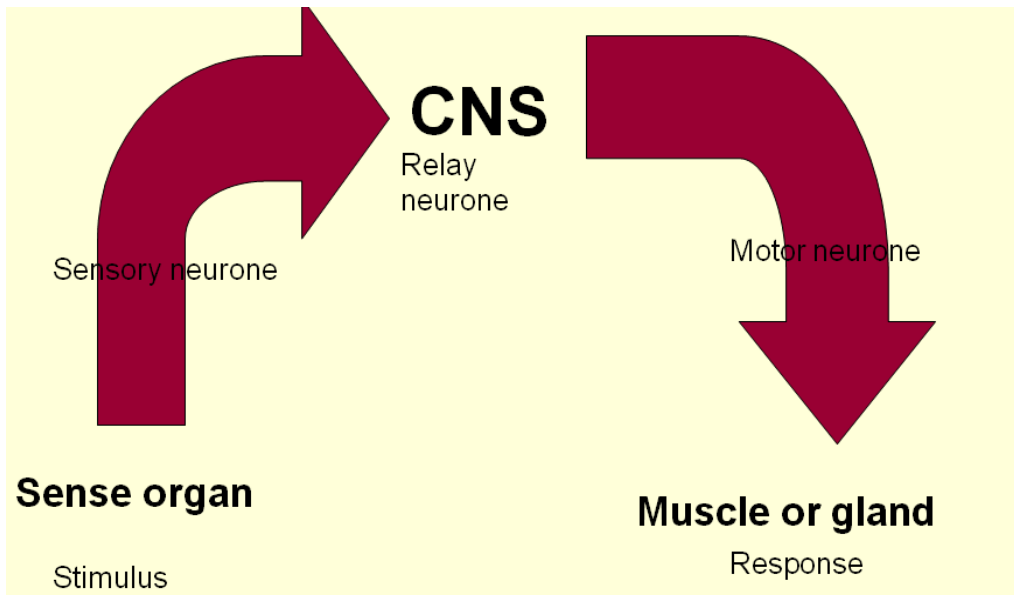 CNS
Relay
neurone
Sensory neurone
Motor neurone
Sense organ
Muscle or gland
Stimulus
Response